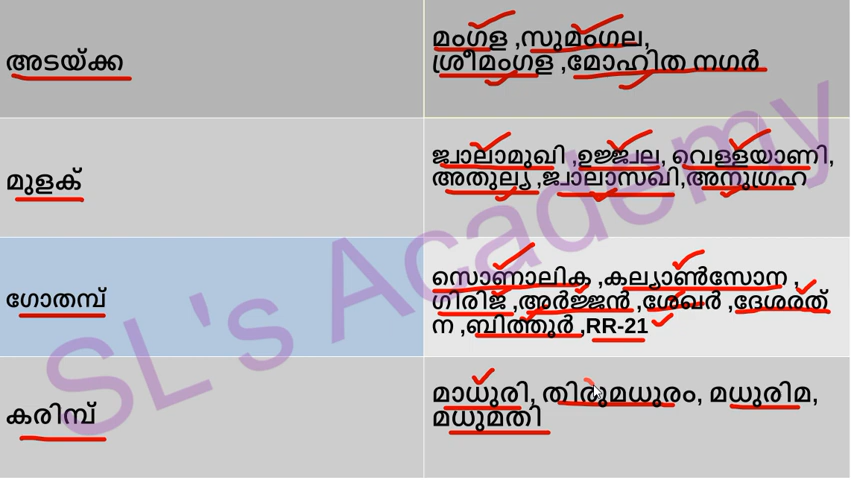 അടയ്ക്ക
മംഗള ,സുമംഗല,
ശ്രീമംഗള ,മോഹിത നഗർ
മുളക്
ജ്വാലാമുഖി ,ഉജ്ജ്വല, വെള്ളയാണി,
അതുല്യ ,ജ്വാലാസഖി,അനുഗ്രഹ
ഗോതമ്പ്
സൊണാലിക ,കല്യാൺസോന ,
ഗിരിജ ,അർജ്ജൻ ,ശേഖർ ,ദേശരത്
ന ,ബിത്തൂർ ,RR-21
കരിമ്പ്
മാധുരി, തിരുമധുരം, മധുരിമ,
മധുമതി
SL's Academy